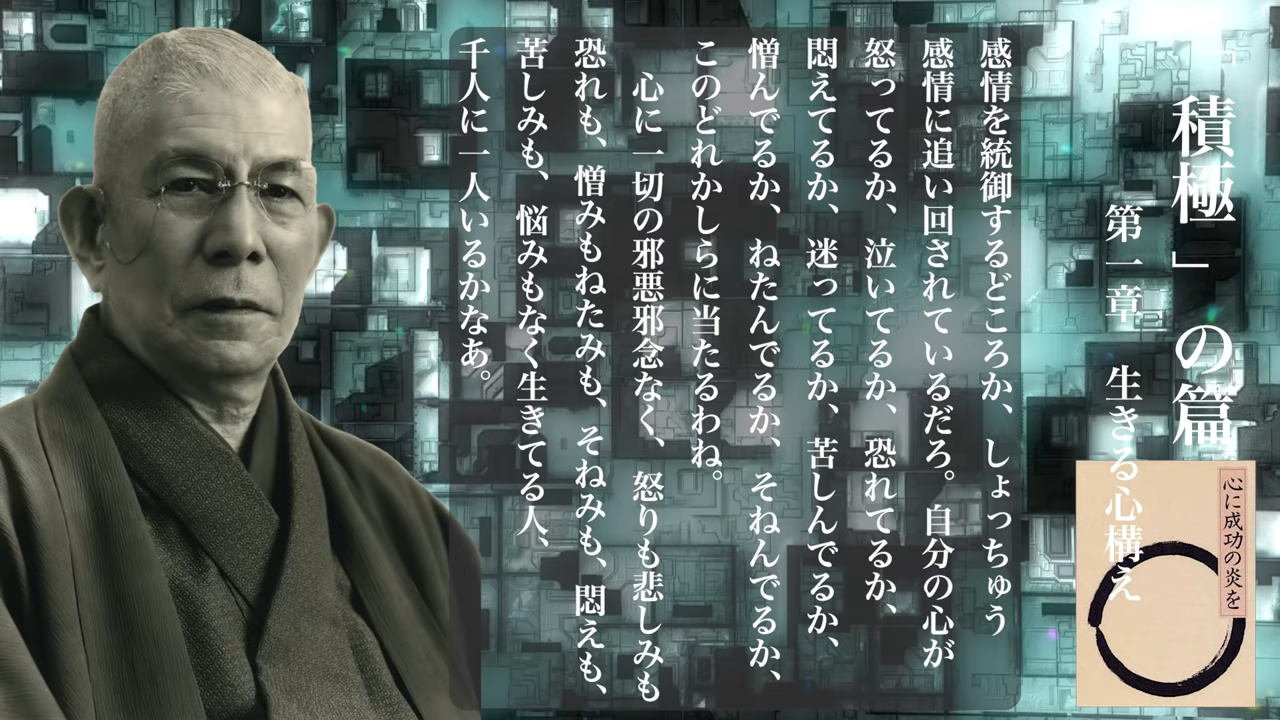 「積極」の篇
第一章　生きる心構え
心に成功の炎を
感情を統御するどころか、しょっちゅう
感情に追い回されているだろ。自分の心が
怒ってるか、泣いてるか、恐れてるか、
悶えてるか、迷ってるか、苦しんでるか、
憎んでるか、ねたんでるか、そねんでるか、
このどれかしらに当たるわね。
　心に一切の邪悪邪念なく、怒りも悲しみも
恐れも、憎みもねたみも、そねみも、悶えも、
苦しみも、悩みもなく生きてる人、
千人に一人いるかなあ。